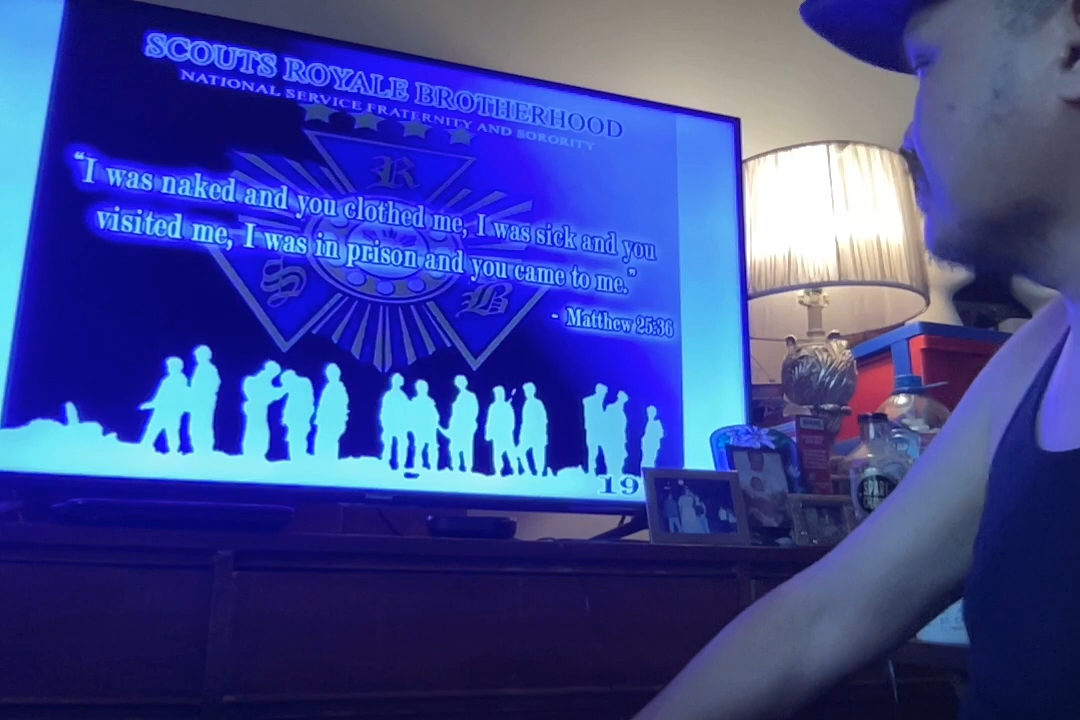 SCOUTS ROYALE BROTHERHOOD
NATIONAL SERVICE FRATERNITY AND SORORITY
R
"I was naked and you clothed me, I was sick and you
visited me, I was in prison and you came to me."
S B
- Matthew 25:36
19